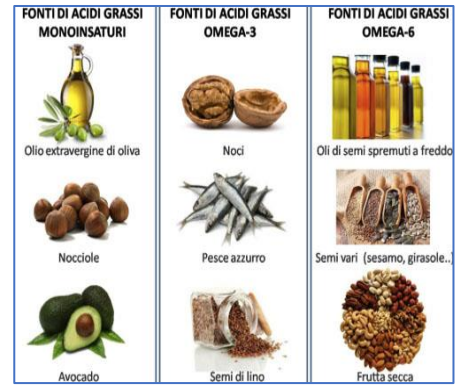 FONTI DI ACIDI GRASSI
MONOINSATURI
Olio extravergine di oliva
Nocciole
Avocado
FONTI DI ACIDI GRASSI
OMEGA-3
Noci
Pesce azzurro
Semi di lino
FONTI DI ACIDI GRASSI
OMEGA-6
Oli di semi spremuti a freddo
Semi vari (sesamo, girasole..)
Frutta secca